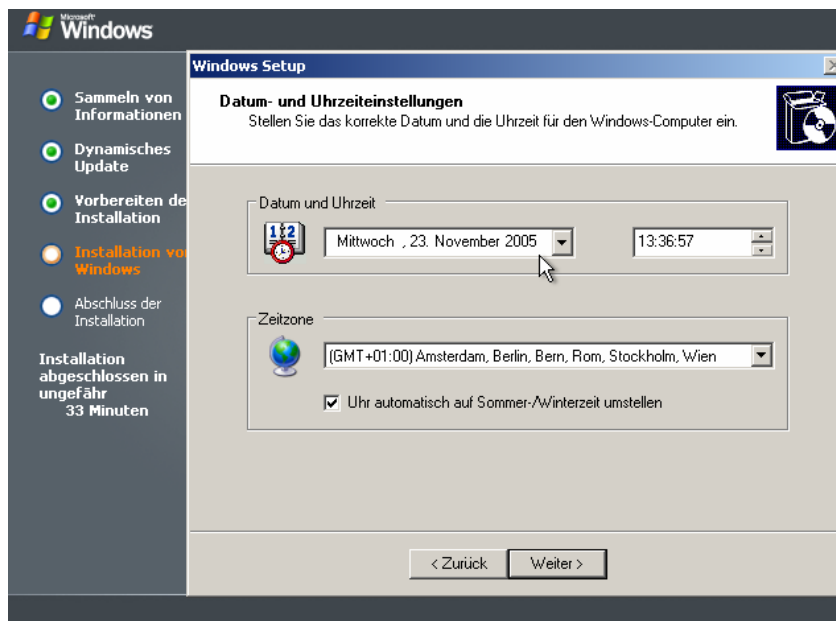 Microsoft
Windows
Sammeln von
Informationen
Dynamisches
Update
Vorbereiten de
Installation
Installation vo
Windows
Abschluss der
Installation
Installation
abgeschlossen in
ungefähr
33 Minuten
Windows Setup
Datum- und Uhrzeiteinstellungen
Stellen Sie das korrekte Datum und die Uhrzeit für den Windows-Computer ein.
Datum und Uhrzeit
Mittwoch , 23. November 2005
13:36:57
Zeitzone
(GMT+01:00) Amsterdam, Berlin, Bern, Rom, Stockholm, Wien
Uhr automatisch auf Sommer-/Winterzeit umstellen
< Zurück
Weiter >